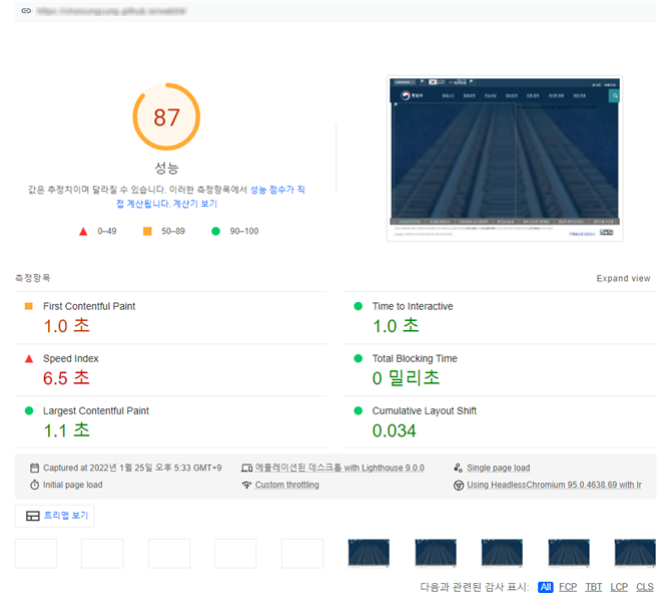 87
성능
값은 추정치이며 달라질 수 있습니다. 이러한 측정항목에서 성능 점수가 직
접 계산됩니다. 계산기 보기
0–49
50–89
90–100
측정항목
Expand view
First Contentful Paint
1.0 초
Time to Interactive
1.0 초
Speed Index
6.5 초
Total Blocking Time
0 밀리초
Largest Contentful Paint
1.1 초
Cumulative Layout Shift
0.034
Captured at 2022년 1월 25일 오후 5:33 GMT+9
에뮬레이션된 데스크톱 with Lighthouse 9.0.0
Single page load
Initial page load
Custom throttling
Using HeadlessChromium 95.0.4638.69 with lr
트리맵 보기
다음과 관련된 감사 표시: All FCP TBT LCP CLS